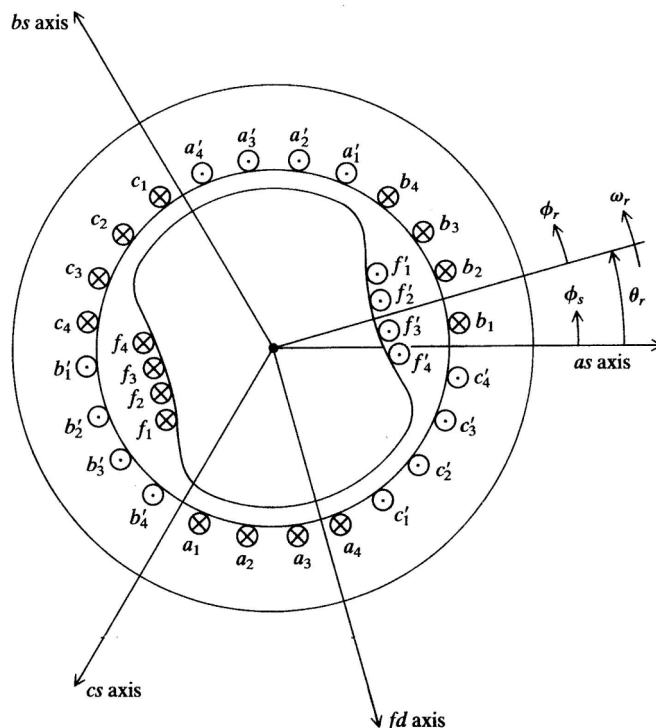 bs axis
a′₄ a′₃ a′₂ a′₁
c₁ b₄
c₂ b₃
c₃ b₂
c₄ b₁
b′₁ c′₄
b′₂ c′₃
b′₃ c′₂
b′₄ c′₁
a₁ a₂ a₃ a₄
f′₁
f′₂
f′₃
f′₄
f₄
f₃
f₂
f₁
ϕᵣ ωᵣ
ϕₛ θᵣ
as axis
cs axis
fd axis